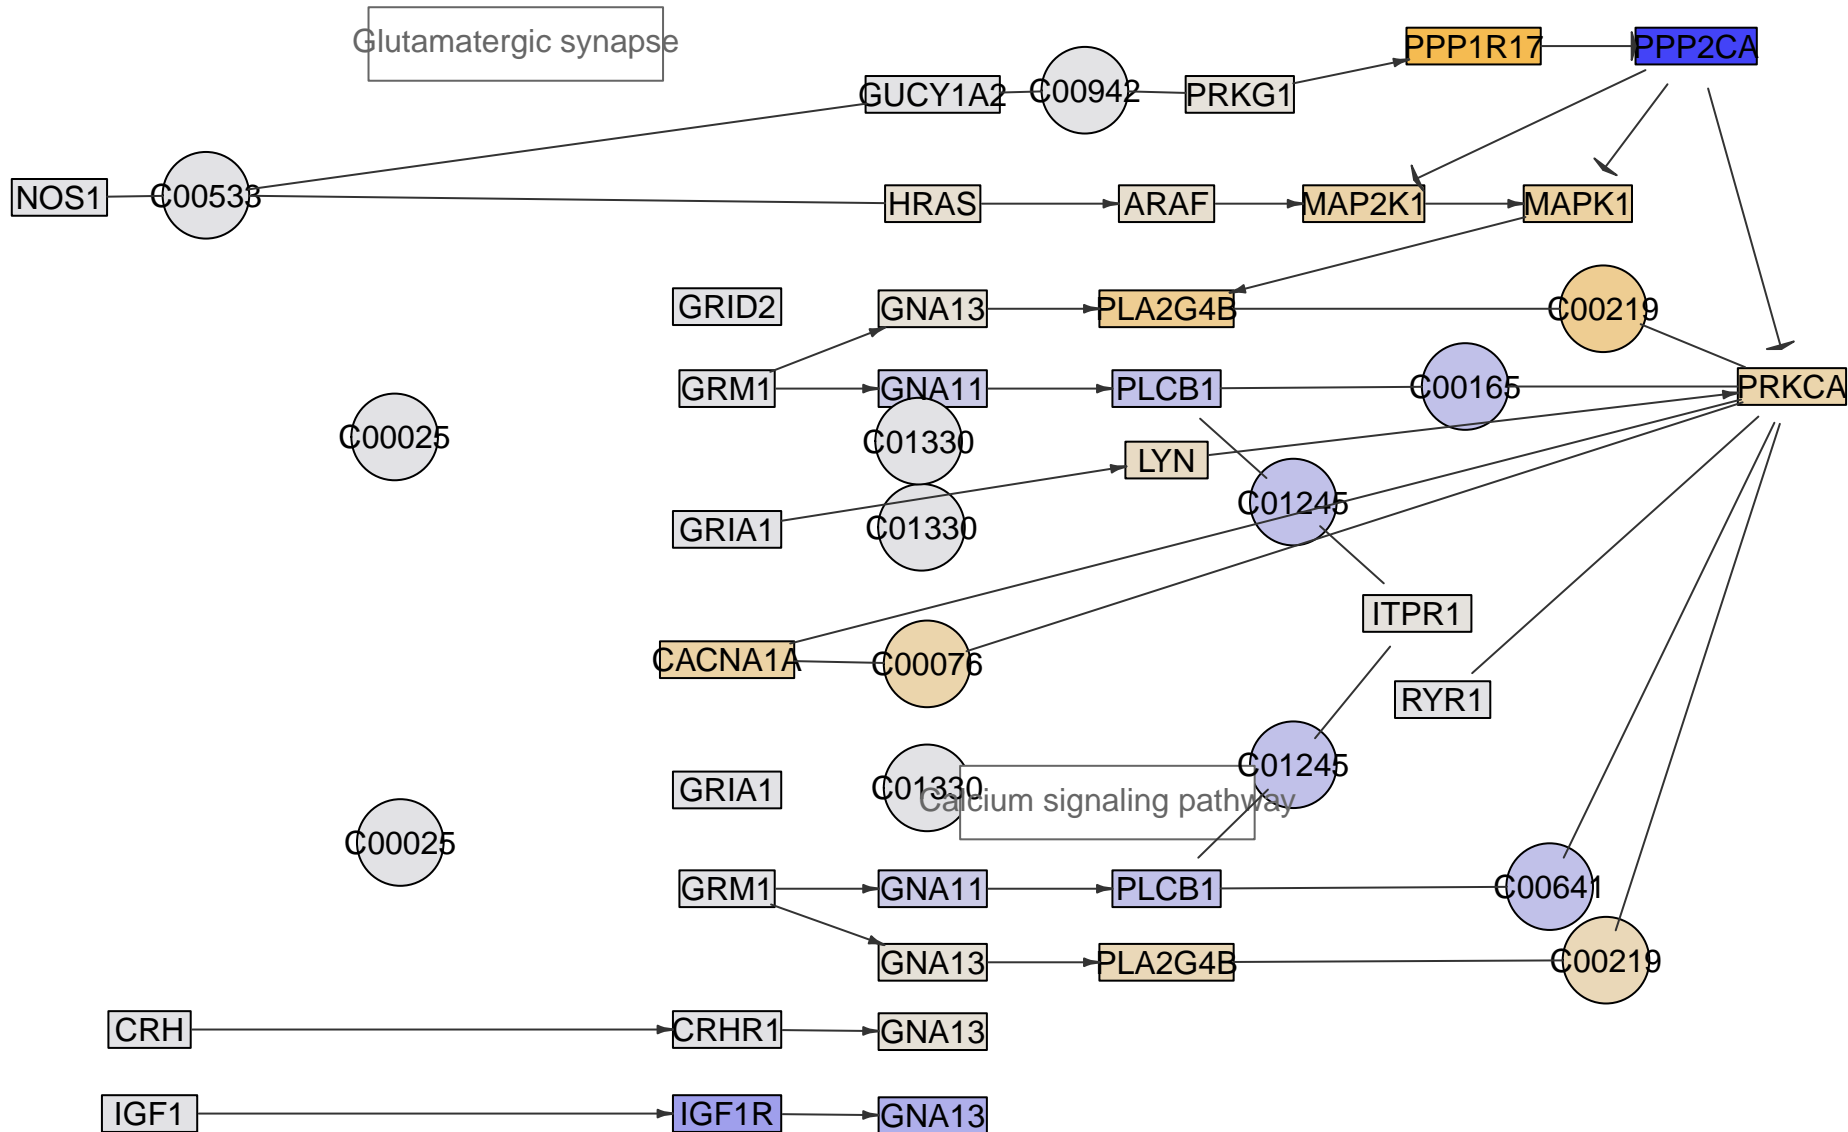 Glutamatergic synapse
PPP1R17
PPP2CA
GUCY1A2
C00942
PRKG1
NOS1
C00533
HRAS
ARAF
MAP2K1
MAPK1
GRID2
GNA13
PLA2G4B
C00219
GRM1
GNA11
PLCB1
C00165
PRKCA
C00025
C01330
LYN
C01245
GRIA1
C01330
ITPR1
CACNA1A
C00076
RYR1
GRIA1
C01330
C01245
Calcium signaling pathway
C00025
GRM1
GNA11
PLCB1
C00641
GNA13
PLA2G4B
C00219
CRH
CRHR1
GNA13
IGF1
IGF1R
GNA13